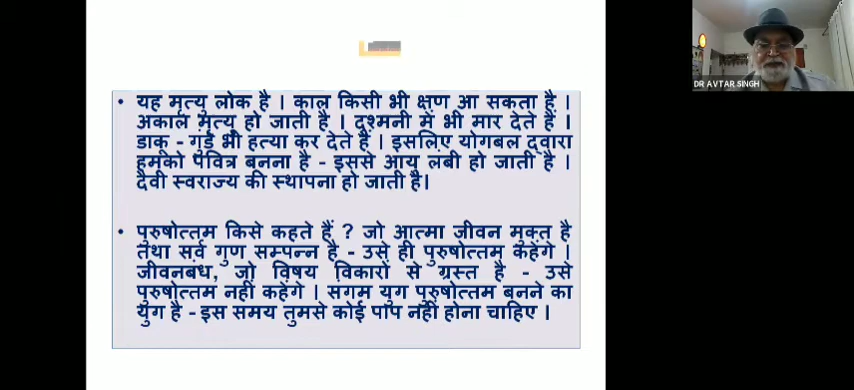 • यह मृत्यु लोक है । काल किसी भी क्षण आ सकता है ।
अकाल मृत्यु हो जाती है । दुश्मनी में भी मार देते हैं ।
डाकू - गुंडे भी हत्या कर देते हैं । इसलिए योगबल द्वारा
हमको पवित्र बनना है - इससे आयु लंबी हो जाती है ।
दैवी स्वराज्य की स्थापना हो जाती है।
• पुरुषोत्तम किसे कहते हैं ? जो आत्मा जीवन मुक्त है
तथा सर्व गुण सम्पन्न है - उसे ही पुरुषोत्तम कहेंगे ।
जीवनबंध, जो विषय विकारों से ग्रस्त है - उसे
पुरुषोत्तम नहीं कहेंगे । संगम युग पुरुषोत्तम बनने का
युग है - इस समय तुमसे कोई पाप नहीं होना चाहिए ।
DR AVTAR SINGH